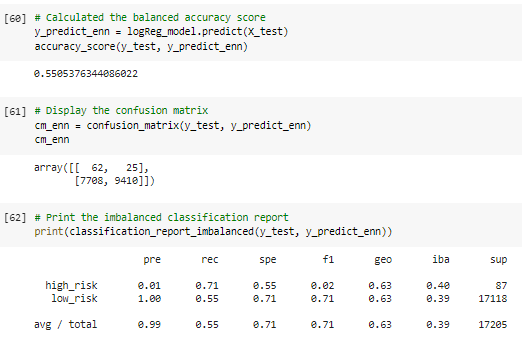 [60] # Calculated the balanced accuracy score
y_predict_enn = logReg_model.predict(X_test)
accuracy_score(y_test, y_predict_enn)
0.5505376344086022
[61] # Display the confusion matrix
cm_enn = confusion_matrix(y_test, y_predict_enn)
cm_enn
array([[  62,   25],
[7708, 9410]])
[62] # Print the imbalanced classification report
print(classification_report_imbalanced(y_test, y_predict_enn))
pre rec spe f1 geo iba sup
high_risk 0.01 0.71 0.55 0.02 0.63 0.40 87
low_risk 1.00 0.55 0.71 0.71 0.63 0.39 17118
avg / total 0.99 0.55 0.71 0.71 0.63 0.39 17205